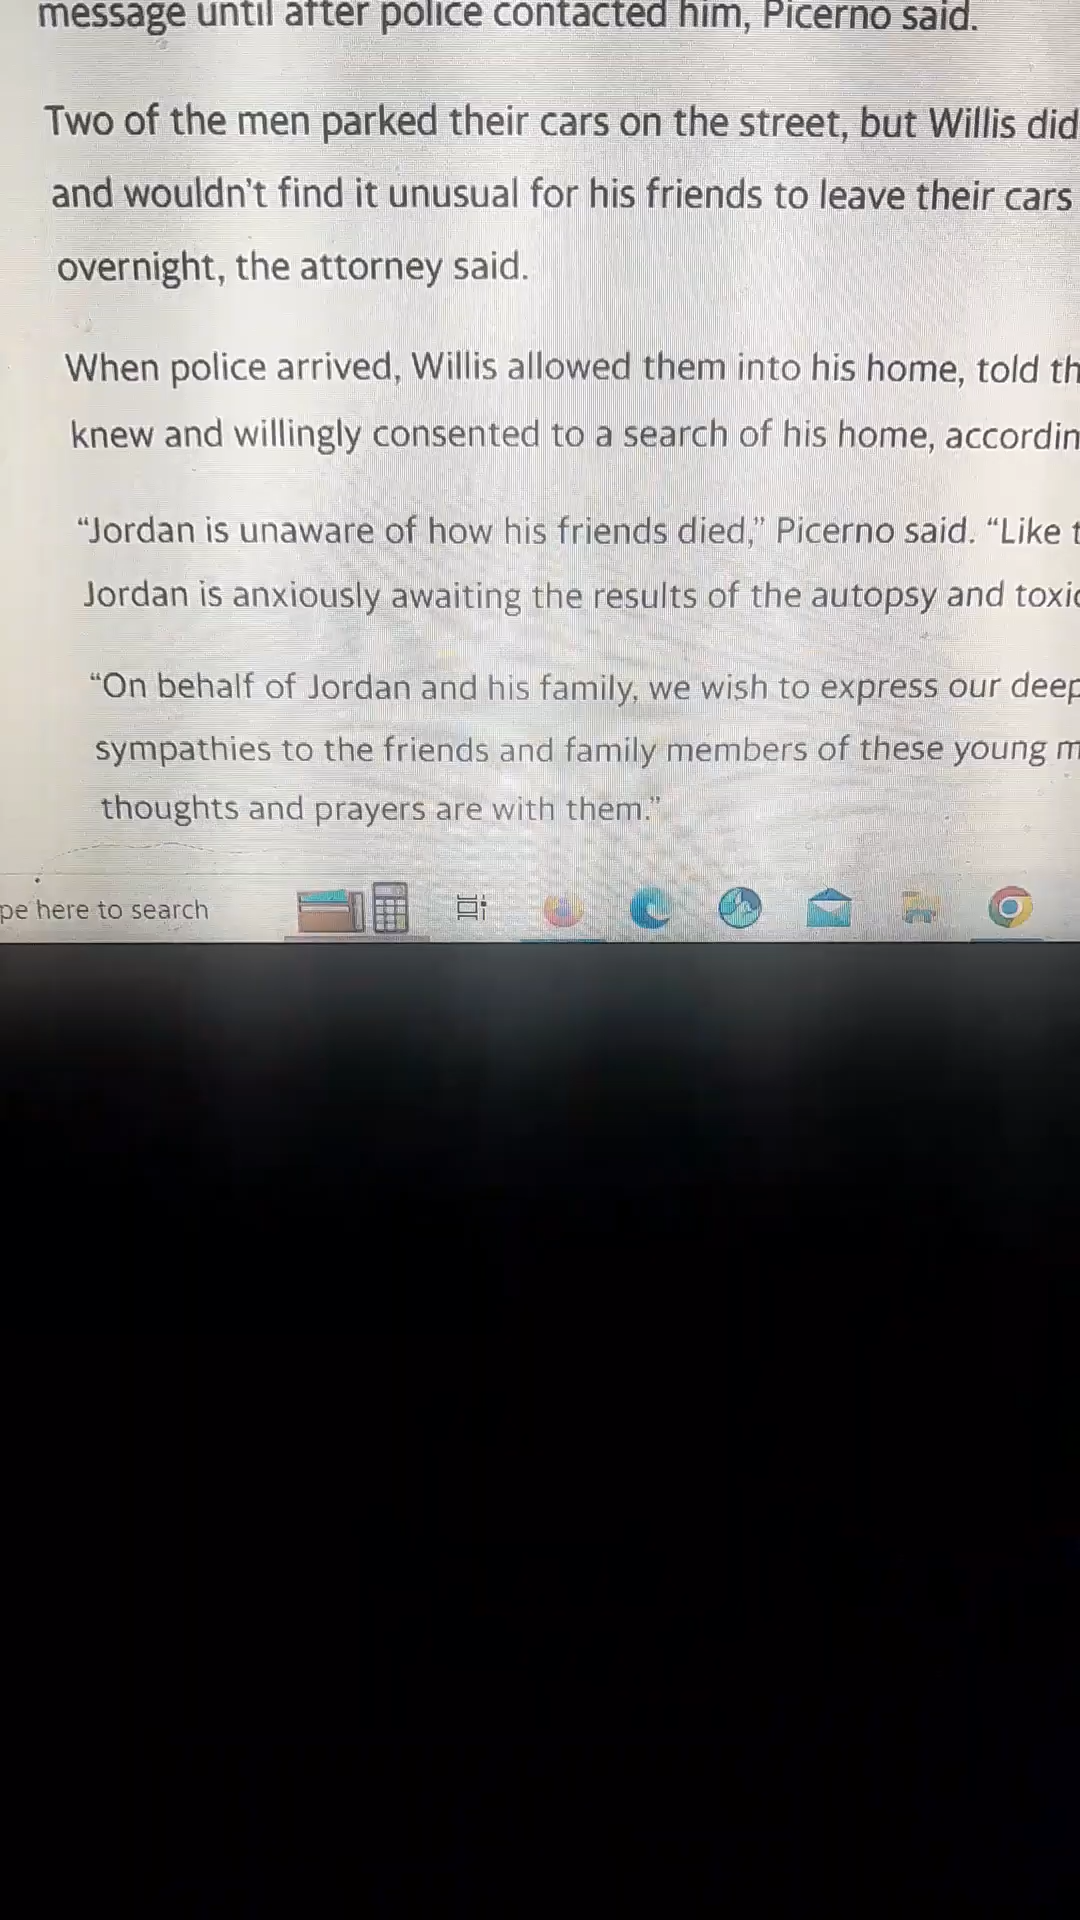 message until after police contacted him, Picerno said.
Two of the men parked their cars on the street, but Willis did
and wouldn’t find it unusual for his friends to leave their cars
overnight, the attorney said.
When police arrived, Willis allowed them into his home, told th
knew and willingly consented to a search of his home, accordin
“Jordan is unaware of how his friends died,” Picerno said. “Like t
Jordan is anxiously awaiting the results of the autopsy and toxic
“On behalf of Jordan and his family, we wish to express our deep
sympathies to the friends and family members of these young m
thoughts and prayers are with them.”
pe here to search